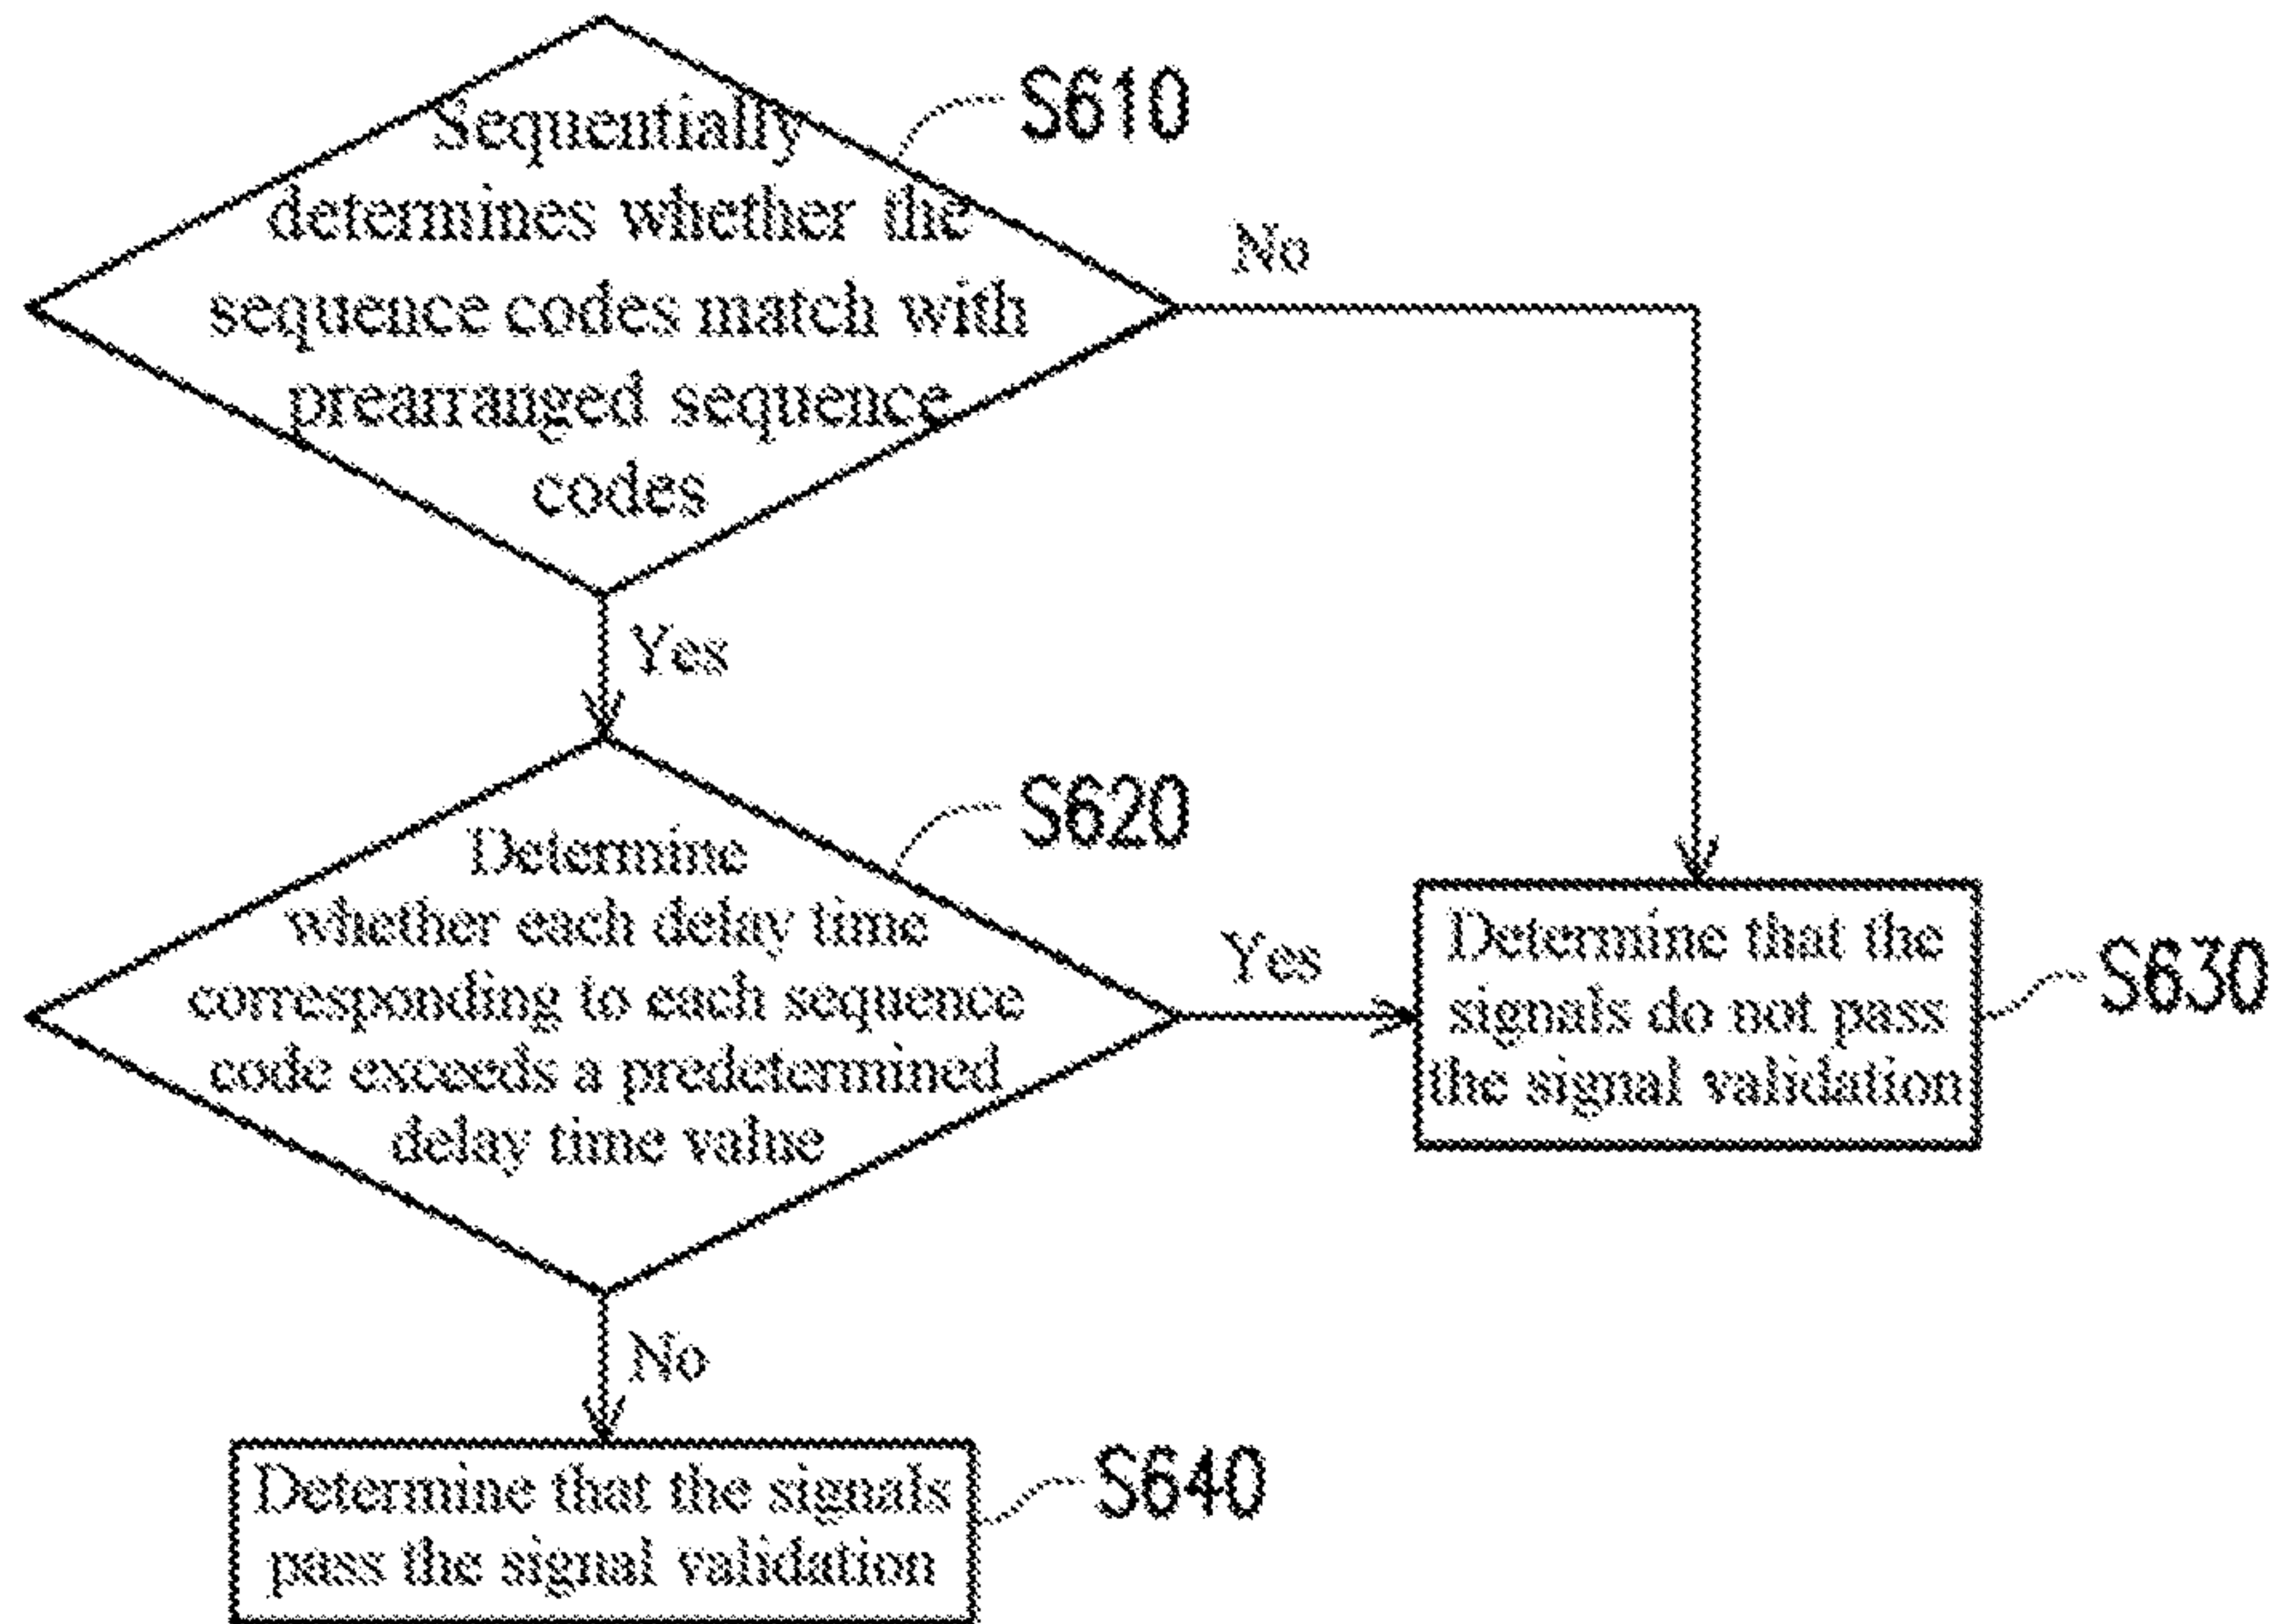 Sequentially
determines whether the
sequence codes match with
prearranged sequence
codes
S610
No
Yes
Determine
whether each delay time
corresponding to each sequence
code exceeds a predetermined
delay time value
S620
Yes
Determine that the
signals do not pass
the signal validation
S630
No
Determine that the signals
pass the signal validation
S640